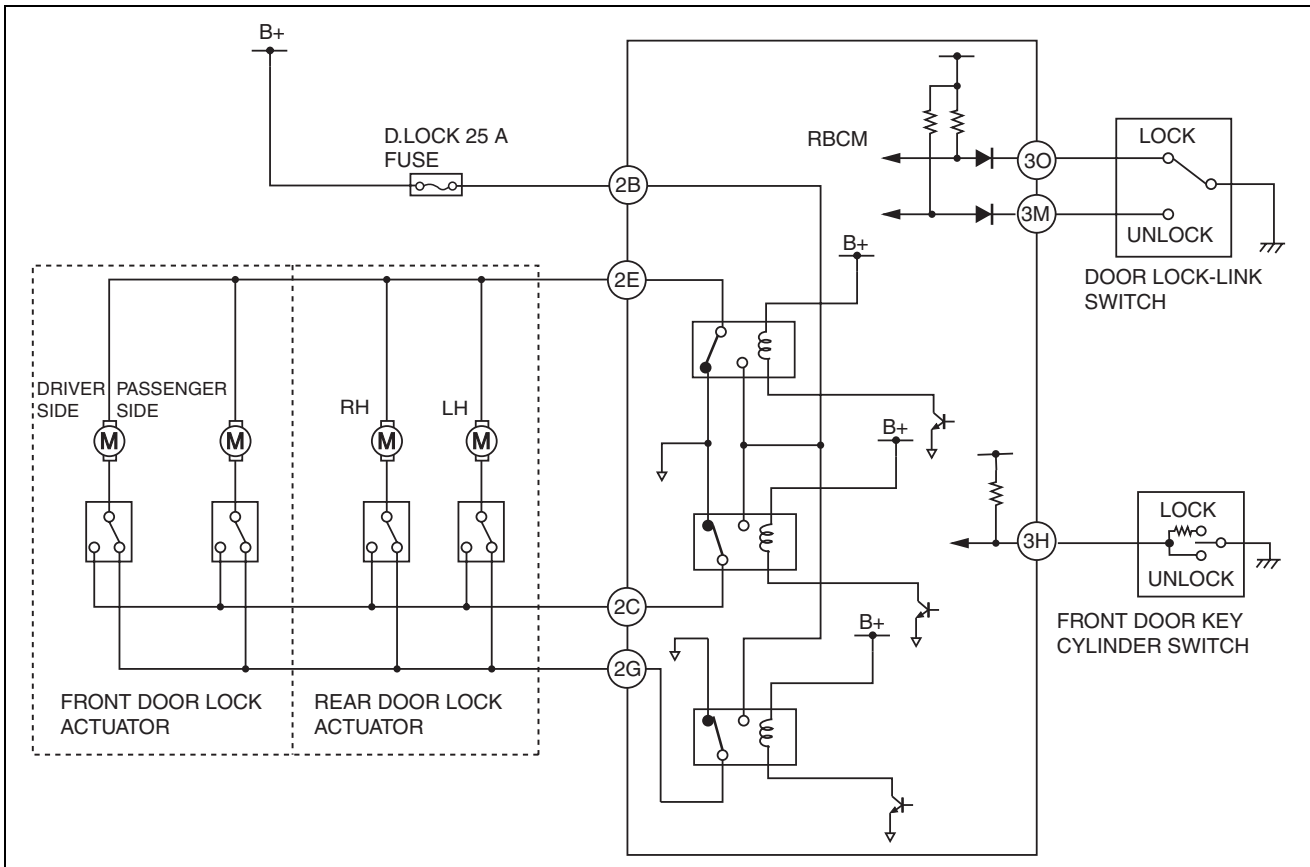 B+
D.LOCK 25 A
FUSE
RBCM
2B
3O
3M
LOCK
UNLOCK
DOOR LOCK-LINK
SWITCH
B+
2E
DRIVER
SIDE
PASSENGER
SIDE
RH
LH
M
M
M
M
B+
3H
LOCK
UNLOCK
FRONT DOOR KEY
CYLINDER SWITCH
2C
B+
2G
FRONT DOOR LOCK
ACTUATOR
REAR DOOR LOCK
ACTUATOR